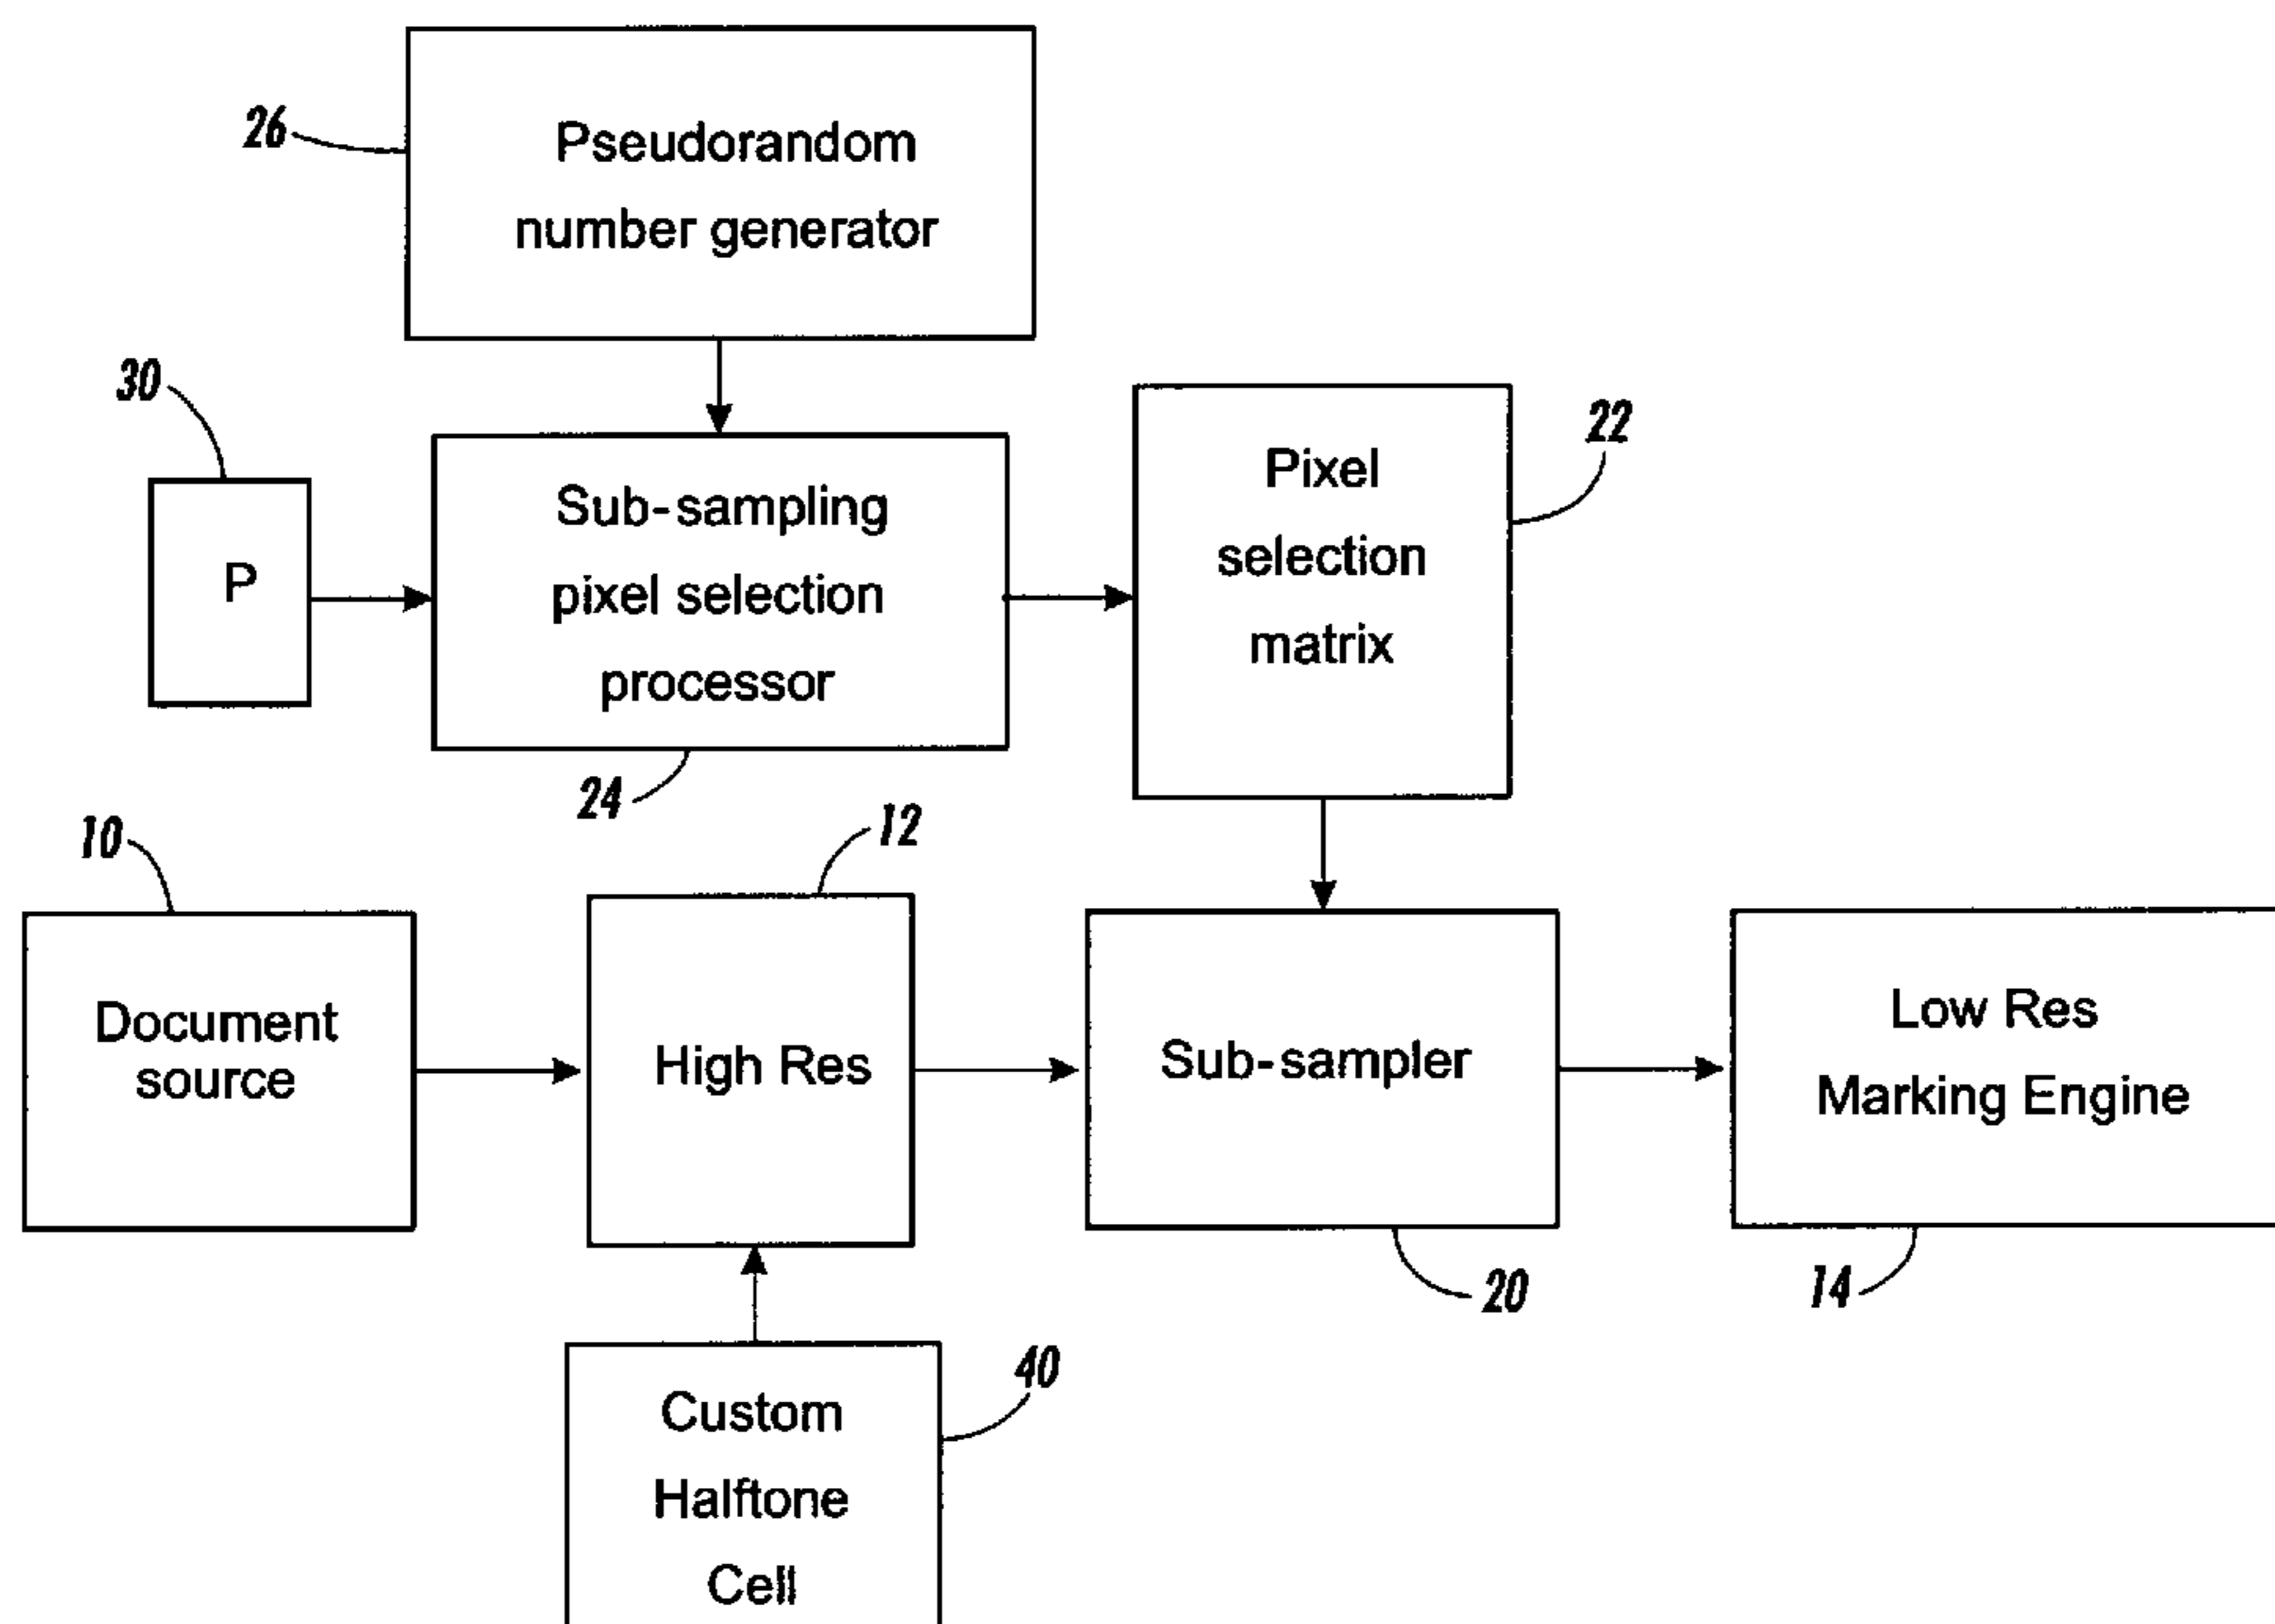 26
Pseudorandom
number generator
30
P
Sub-sampling
pixel selection
processor
24
Pixel
selection
matrix
22
10
Document
source
12
High Res
Sub-sampler
20
Low Res
Marking Engine
14
Custom
Halftone
Cell
40